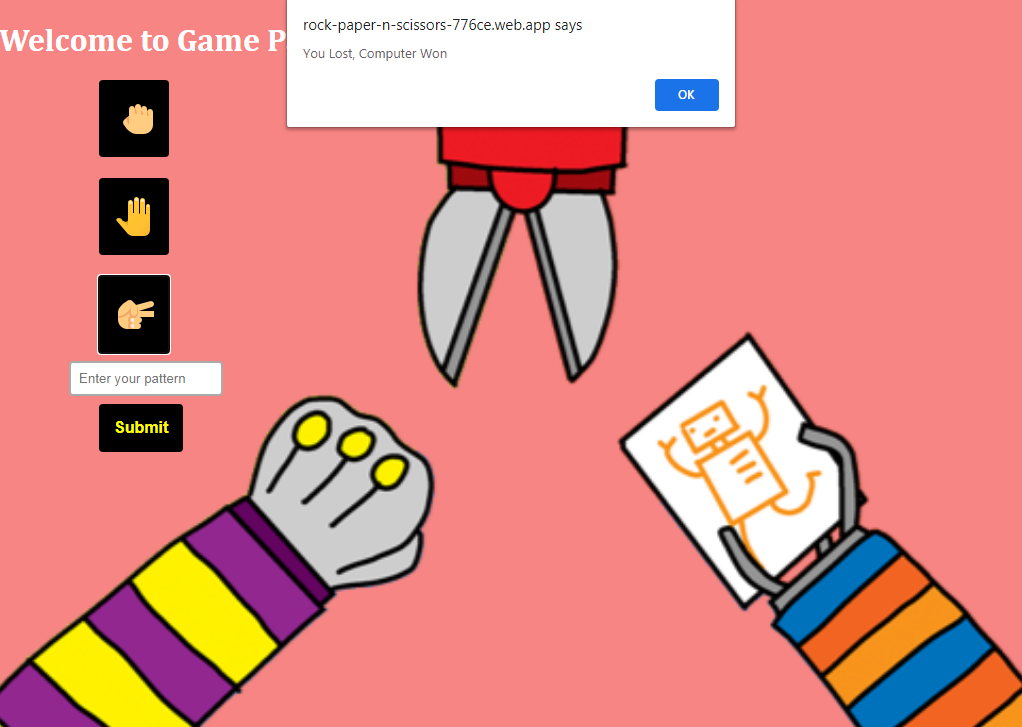 rock-paper-n-scissors-776ce.web.app says
You Lost, Computer Won
OK
Welcome to Game P
Enter your pattern
Submit